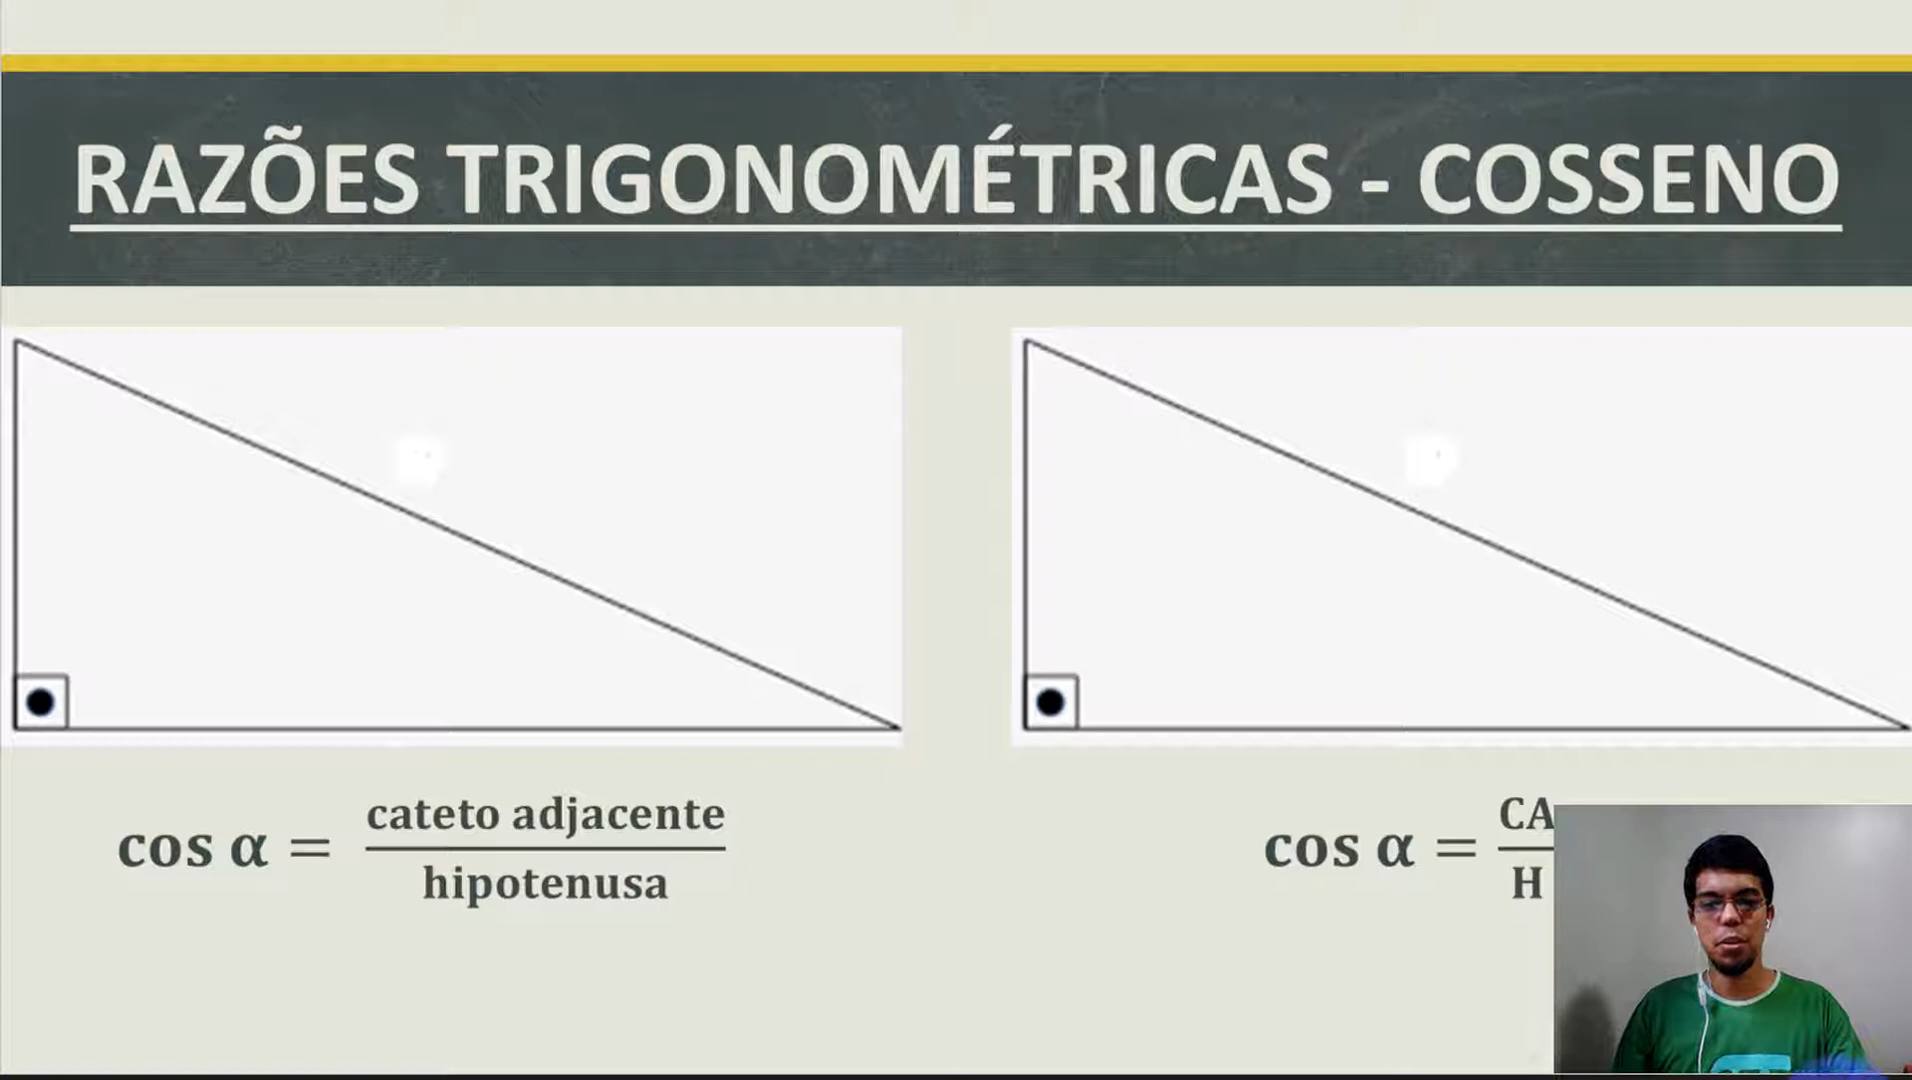 RAZÕES TRIGONOMÉTRICAS - COSSENO
cos α = cateto adjacente / hipotenusa
cos α = CA / H